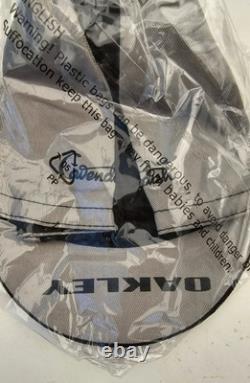 ENGLISH
Warning! Plastic bags can be dangerous, to avoid danger
Suffocation keep this bag away from babies and children.
PP
OAKLEY